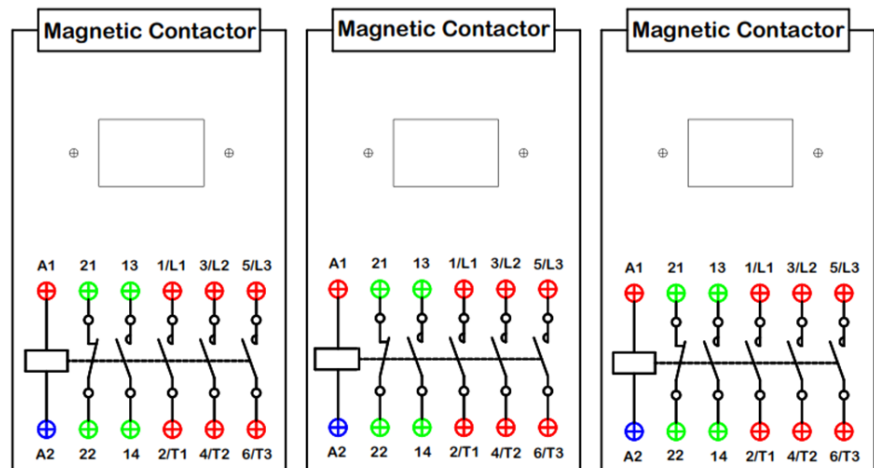 Magnetic Contactor
A1 21 13 1/L1 3/L2 5/L3
A2 22 14 2/T1 4/T2 6/T3
Magnetic Contactor
A1 21 13 1/L1 3/L2 5/L3
A2 22 14 2/T1 4/T2 6/T3
Magnetic Contactor
A1 21 13 1/L1 3/L2 5/L3
A2 22 14 2/T1 4/T2 6/T3